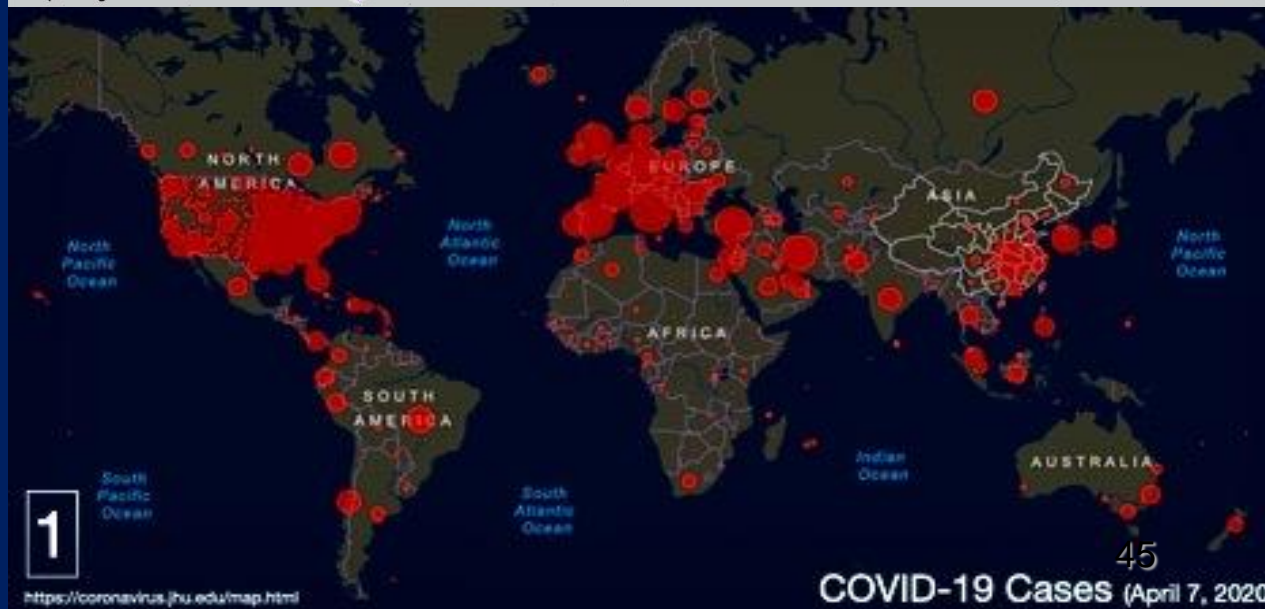 NORTH
AMERICA
EUROPE
ASIA
North
Pacific
Ocean
North
Atlantic
Ocean
North
Pacific
Ocean
AFRICA
SOUTH
AMERICA
South
Pacific
Ocean
South
Atlantic
Ocean
Indian
Ocean
AUSTRALIA
1
45
https://coronavirus.jhu.edu/map.html
COVID-19 Cases (April 7, 2020